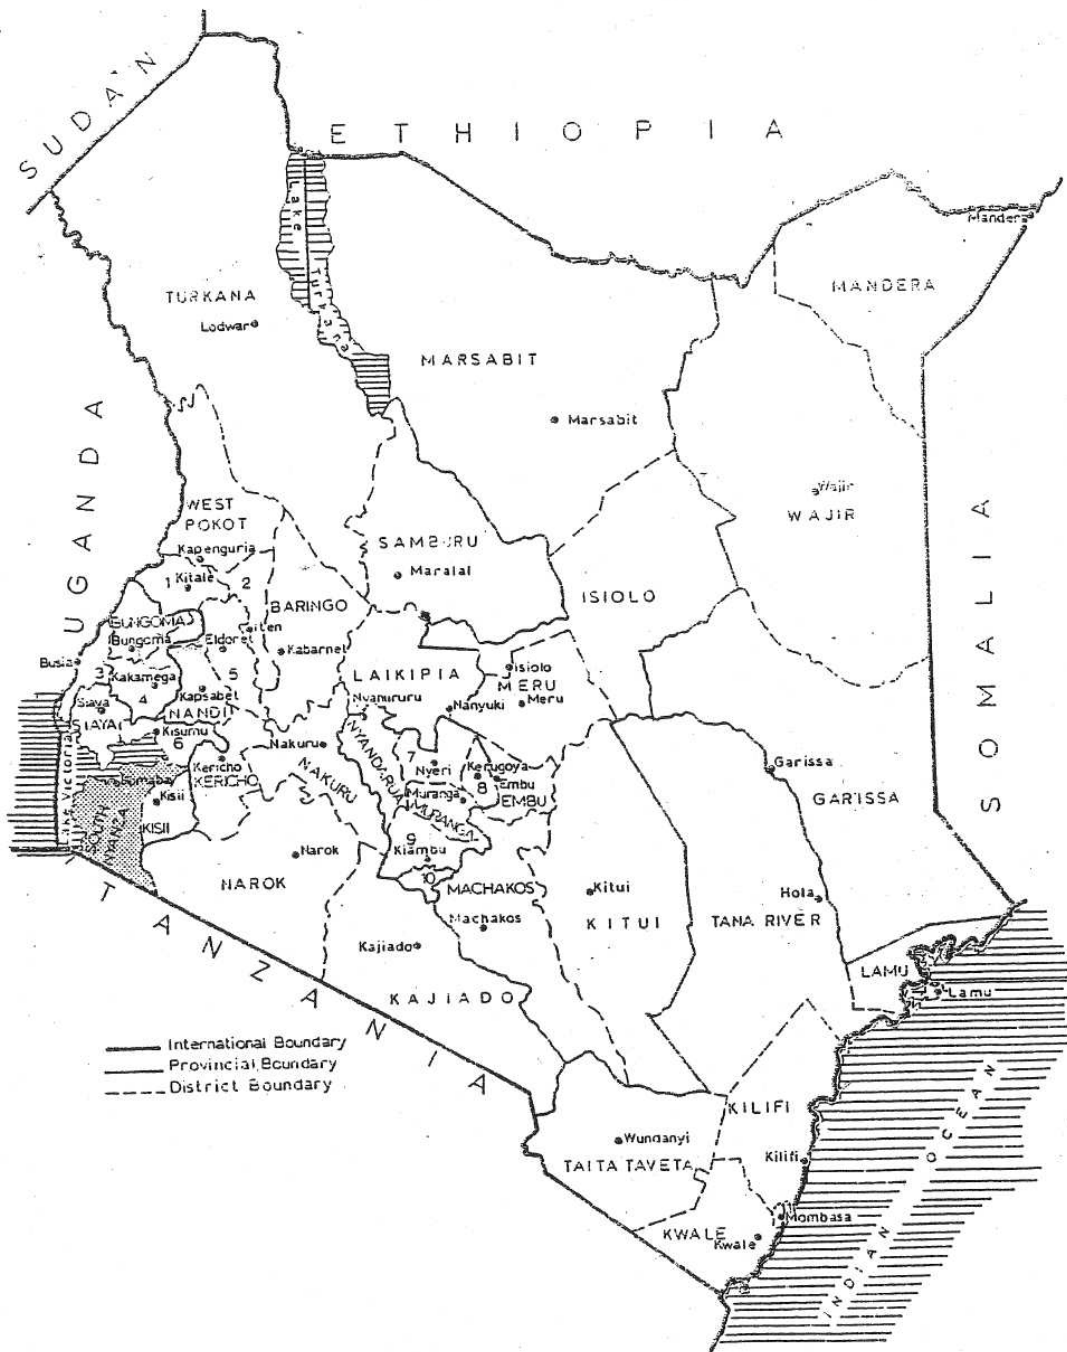 SUDAN
ETHIOPIA
Mandera
MANDERA
Lake Turkana
TURKANA
Lodwar
MARSABIT
Marsabit
UGANDA
Wajir
WAJIR
SOMALIA
WEST
POKOT
Kapenguria
SAMBURU
Maralal
1
Kitale
2
BARINGO
ISIOLO
BUNGOMA
Bungoma
Eldoret
Iten
Kabarnet
Busia
3
Kakamega
4
5
Kapsabet
LAIKIPIA
Isiolo
MERU
Meru
Siaya
SIAYA
NANDI
Nyahururu
Nanyuki
Kisumu
6
Nakuru
NAKURU
NYANDARUA
7
Nyeri
Kerugoya
8
Embu
EMBU
Garissa
GARISSA
Lake Victoria
Kericho
KERICHO
Muranga
MURANGA
Homabay
Kisii
KISII
SOUTH
NYANZA
9
Kiambu
10
Narok
NAROK
MACHAKOS
Machakos
Kitui
KITUI
Hola
TANA RIVER
Kajiado
KAJIADO
LAMU
Lamu
TANZANIA
International Boundary
Provincial Boundary
District Boundary
KILIFI
Kilifi
Wundanyi
TAITA TAVETA
Mombasa
KWALE
Kwale
INDIAN OCEAN